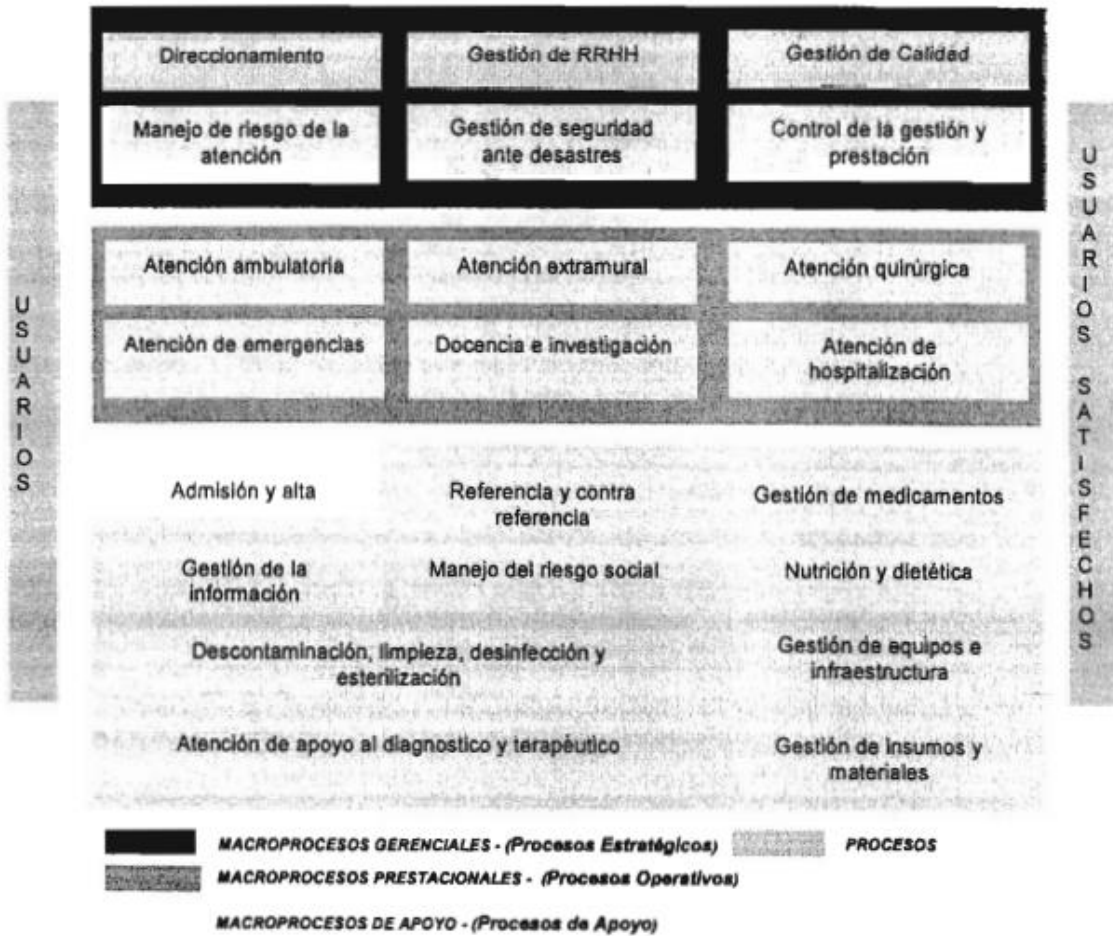 Direccionamiento
Gestión de RRHH
Gestión de Calidad
Manejo de riesgo de la
atención
Gestión de seguridad
ante desastres
Control de la gestión y
prestación
USUARIOS
Atención ambulatoria
Atención extramural
Atención quirúrgica
Atención de emergencias
Docencia e investigación
Atención de
hospitalización
Admisión y alta
Referencia y contra
referencia
Gestión de medicamentos
Gestión de la
información
Manejo del riesgo social
Nutrición y dietética
Descontaminación, limpieza, desinfección y
esterilización
Gestión de equipos e
infraestructura
Atención de apoyo al diagnostico y terapéutico
Gestión de insumos y
materiales
USUARIOS SATISFECHOS
MACROPROCESOS GERENCIALES - (Procesos Estratégicos)
PROCESOS
MACROPROCESOS PRESTACIONALES - (Procesos Operativos)
MACROPROCESOS DE APOYO - (Procesos de Apoyo)